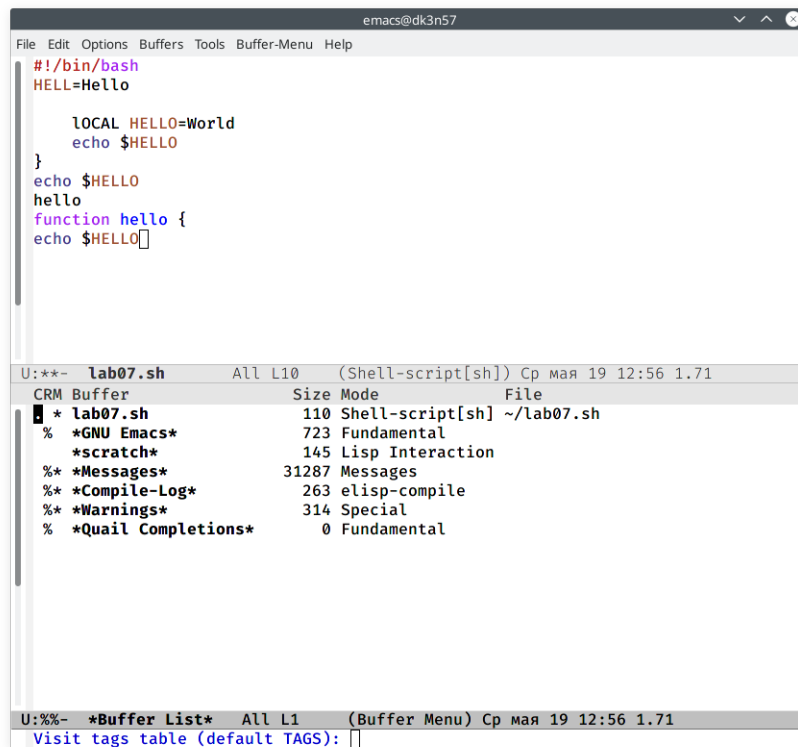 emacs@dk3n57
File Edit Options Buffers Tools Buffer-Menu Help
#!/bin/bash
HELL=Hello
lOCAL HELLO=World
echo $HELLO
}
echo $HELLO
hello
function hello {
echo $HELLO
U:**- lab07.sh All L10 (Shell-script[sh]) Ср мая 19 12:56 1.71
CRM Buffer Size Mode File
. * lab07.sh 110 Shell-script[sh] ~/lab07.sh
% *GNU Emacs* 723 Fundamental
*scratch* 145 Lisp Interaction
%* *Messages* 31287 Messages
%* *Compile-Log* 263 elisp-compile
%* *Warnings* 314 Special
% *Quail Completions* 0 Fundamental
U:%%- *Buffer List* All L1 (Buffer Menu) Ср мая 19 12:56 1.71
Visit tags table (default TAGS):